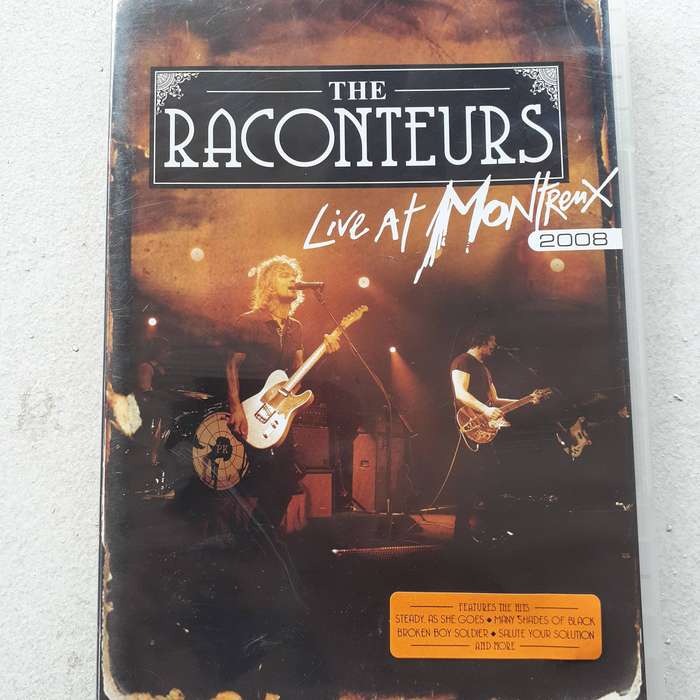 THE
RACONTEURS
Live At Montreux
2008
PK
FEATURES THE HITS
STEADY AS SHE GOES ◆ MANY SHADES OF BLACK
BROKEN BOY SOLDIER ◆ SALUTE YOUR SOLUTION
AND MORE